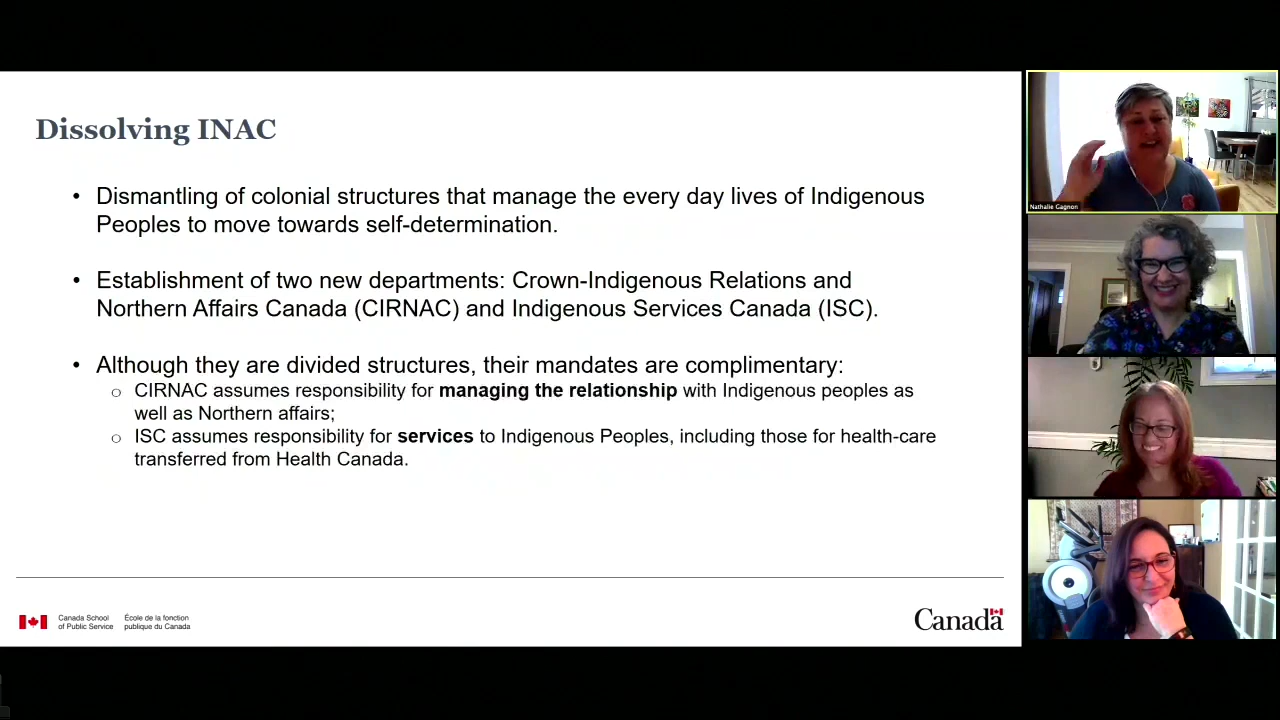 Dissolving INAC
• Dismantling of colonial structures that manage the every day lives of Indigenous
Peoples to move towards self-determination.
• Establishment of two new departments: Crown-Indigenous Relations and
Northern Affairs Canada (CIRNAC) and Indigenous Services Canada (ISC).
• Although they are divided structures, their mandates are complimentary:
o CIRNAC assumes responsibility for managing the relationship with Indigenous peoples as
well as Northern affairs;
o ISC assumes responsibility for services to Indigenous Peoples, including those for health-care
transferred from Health Canada.
Canada School
of Public Service
École de la fonction
publique du Canada
Canada
Nathalie Gagnon